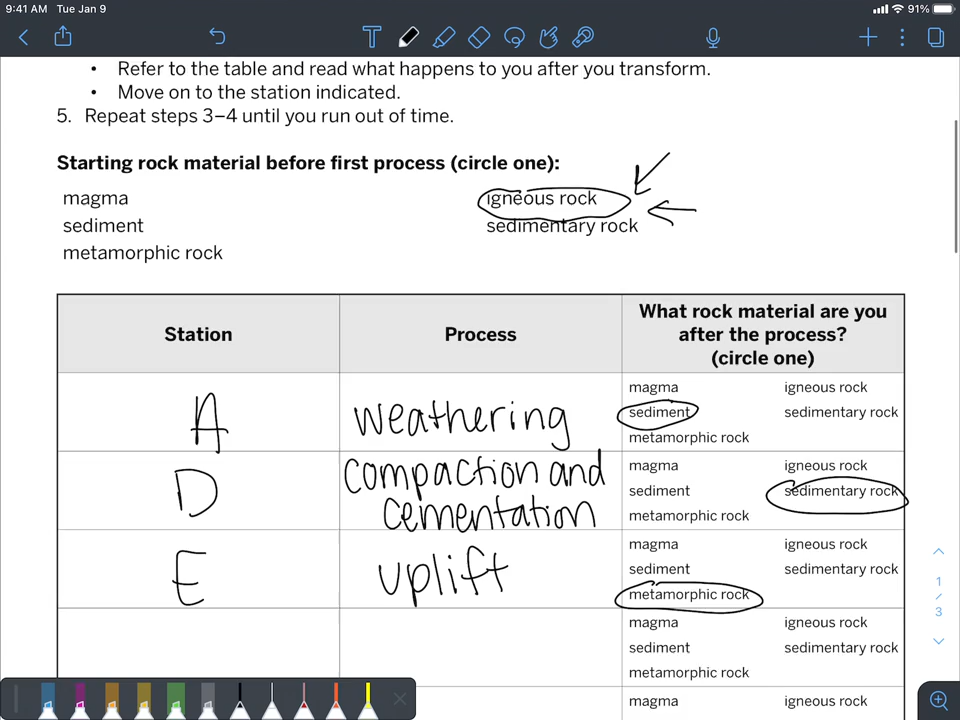 9:41 AM Tue Jan 9 91%
• Refer to the table and read what happens to you after you transform.
• Move on to the station indicated.
5. Repeat steps 3–4 until you run out of time.
Starting rock material before first process (circle one):
magma igneous rock
sediment sedimentary rock
metamorphic rock
Station Process What rock material are you after the process? (circle one)
A weathering
magma igneous rock
sediment sedimentary rock
metamorphic rock
D compaction and
cementation
magma igneous rock
sediment sedimentary rock
metamorphic rock
E uplift
magma igneous rock
sediment sedimentary rock
metamorphic rock
magma igneous rock
sediment sedimentary rock
metamorphic rock
magma igneous rock
1
/
3